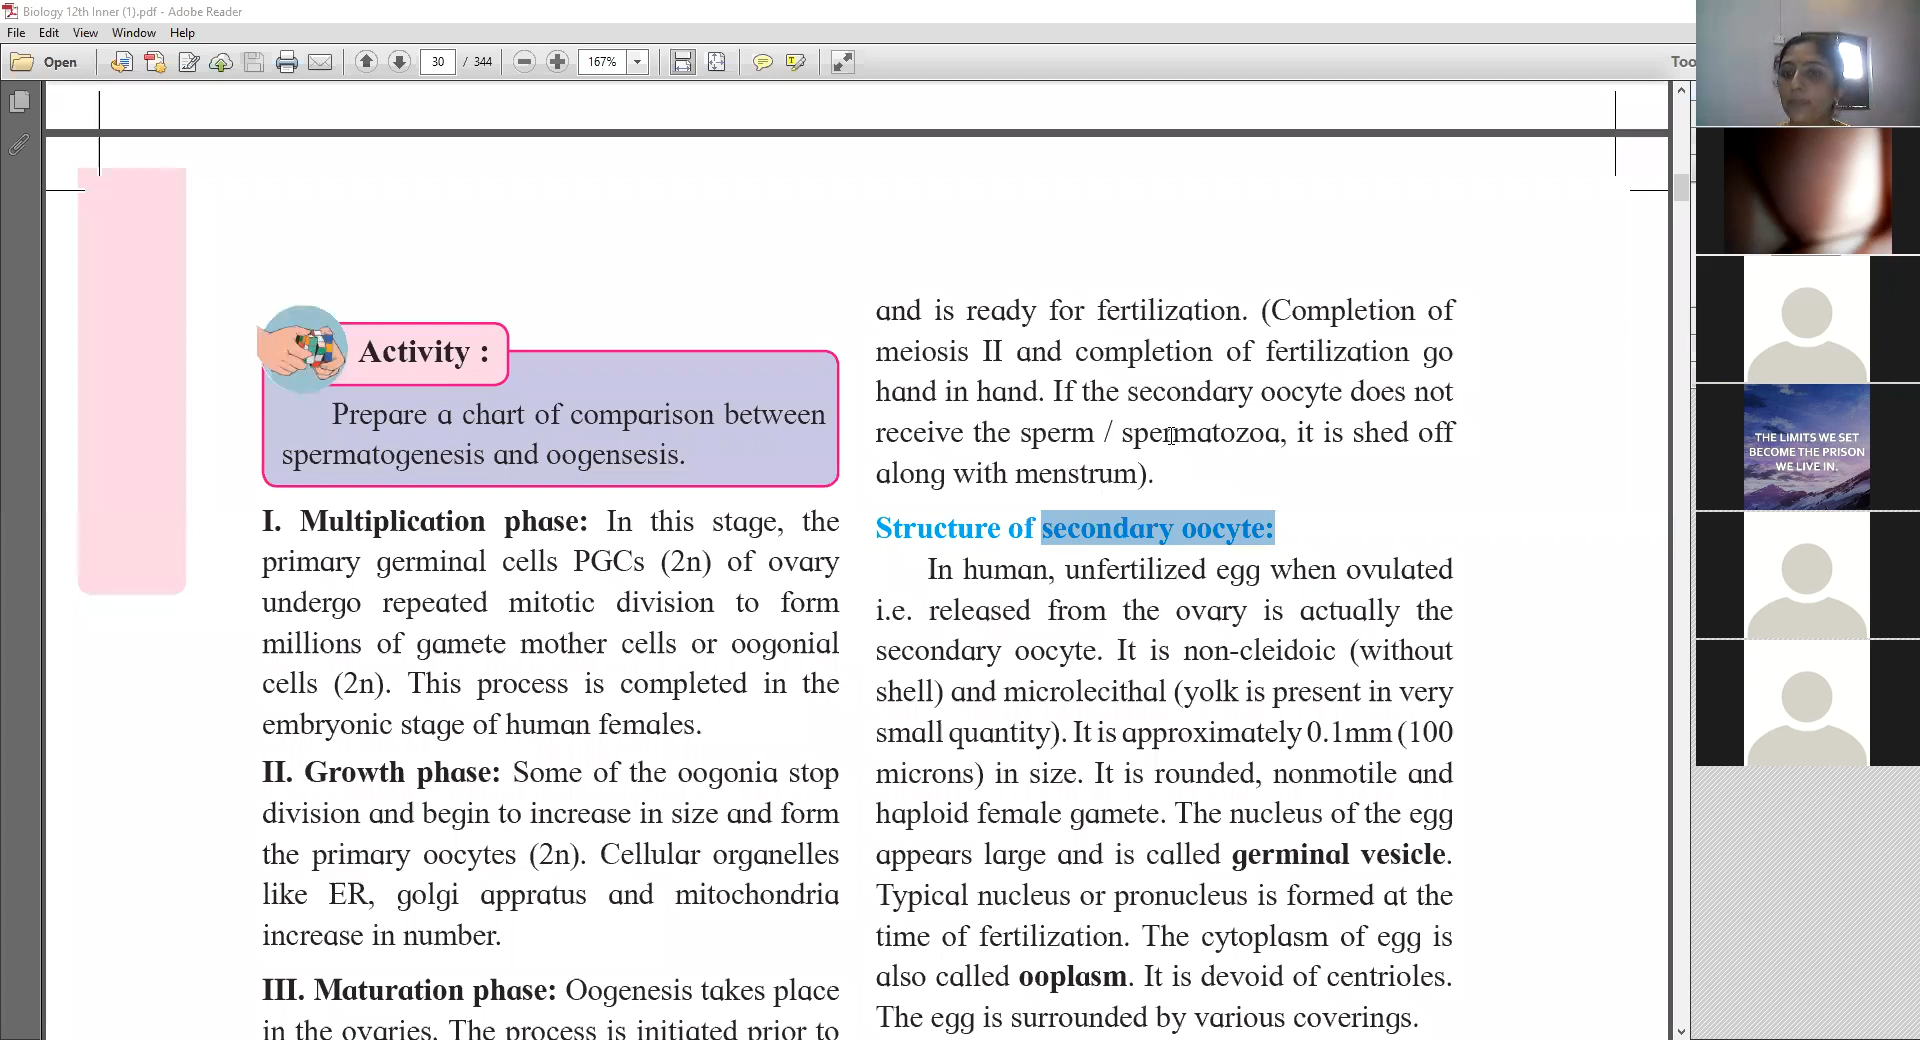 Biology 12th Inner (1).pdf - Adobe Reader
File Edit View Window Help
Open 30 / 344 167% Too
Activity :
Prepare a chart of comparison between
spermatogenesis and oogensesis.
I. Multiplication phase: In this stage, the
primary germinal cells PGCs (2n) of ovary
undergo repeated mitotic division to form
millions of gamete mother cells or oogonial
cells (2n). This process is completed in the
embryonic stage of human females.
II. Growth phase: Some of the oogonia stop
division and begin to increase in size and form
the primary oocytes (2n). Cellular organelles
like ER, golgi appratus and mitochondria
increase in number.
III. Maturation phase: Oogenesis takes place
in the ovaries. The process is initiated prior to
and is ready for fertilization. (Completion of
meiosis II and completion of fertilization go
hand in hand. If the secondary oocyte does not
receive the sperm / spermatozoa, it is shed off
along with menstrum).
Structure of secondary oocyte:
In human, unfertilized egg when ovulated
i.e. released from the ovary is actually the
secondary oocyte. It is non-cleidoic (without
shell) and microlecithal (yolk is present in very
small quantity). It is approximately 0.1mm (100
microns) in size. It is rounded, nonmotile and
haploid female gamete. The nucleus of the egg
appears large and is called germinal vesicle.
Typical nucleus or pronucleus is formed at the
time of fertilization. The cytoplasm of egg is
also called ooplasm. It is devoid of centrioles.
The egg is surrounded by various coverings.
THE LIMITS WE SET
BECOME THE PRISON
WE LIVE IN.